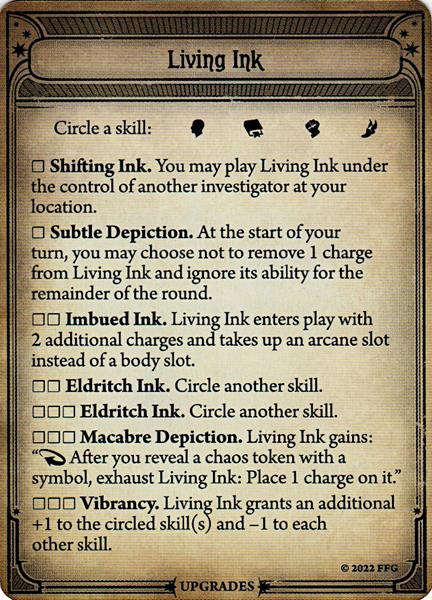 Living Ink
Circle a skill:
☐ Shifting Ink. You may play Living Ink under
the control of another investigator at your
location.
☐ Subtle Depiction. At the start of your
turn, you may choose not to remove 1 charge
from Living Ink and ignore its ability for the
remainder of the round.
☐☐ Imbued Ink. Living Ink enters play with
2 additional charges and takes up an arcane slot
instead of a body slot.
☐☐ Eldritch Ink. Circle another skill.
☐☐☐ Eldritch Ink. Circle another skill.
☐☐☐ Macabre Depiction. Living Ink gains:
“ After you reveal a chaos token with a
symbol, exhaust Living Ink: Place 1 charge on it.”
☐☐☐ Vibrancy. Living Ink grants an additional
+1 to the circled skill(s) and –1 to each
other skill.
© 2022 FFG
UPGRADES